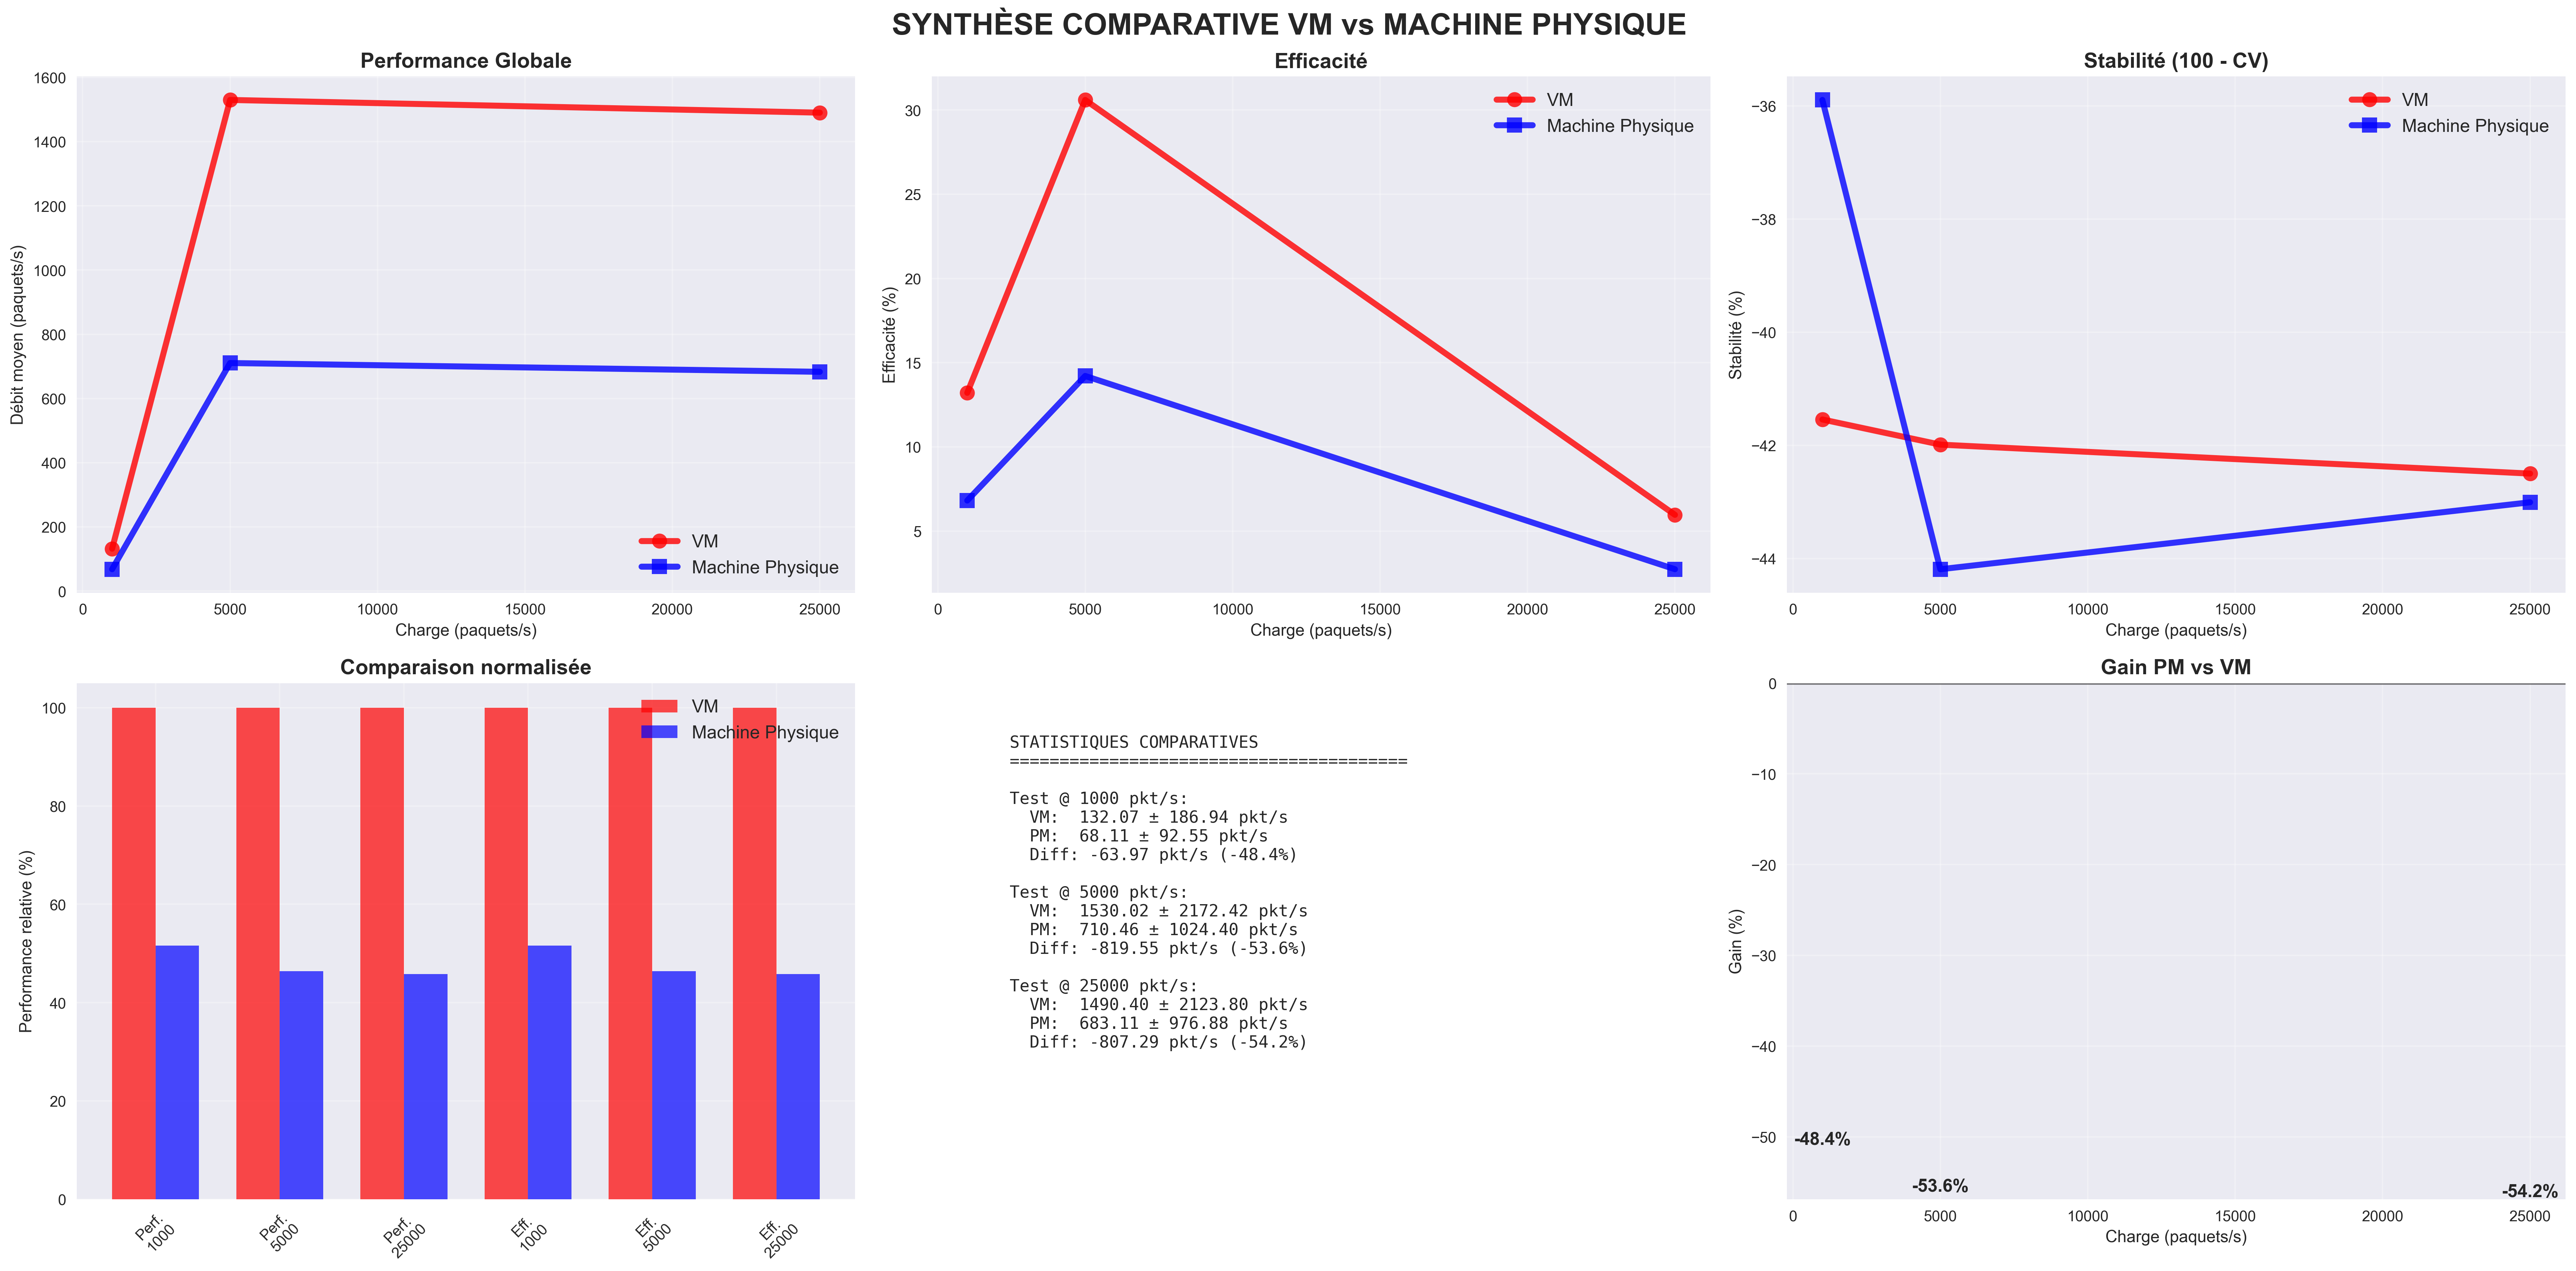 SYNTHÈSE COMPARATIVE VM vs MACHINE PHYSIQUE
Performance Globale
Débit moyen (paquets/s)
1600
1400
1200
1000
800
600
400
200
0
0 5000 10000 15000 20000 25000
Charge (paquets/s)
VM
Machine Physique
Efficacité
Efficacité (%)
30
25
20
15
10
5
0 5000 10000 15000 20000 25000
Charge (paquets/s)
VM
Machine Physique
Stabilité (100 - CV)
Stabilité (%)
−36
−38
−40
−42
−44
0 5000 10000 15000 20000 25000
Charge (paquets/s)
VM
Machine Physique
Comparaison normalisée
Performance relative (%)
100
80
60
40
20
0
VM
Machine Physique
Perf.
1000
Perf.
5000
Perf.
25000
Eff.
1000
Eff.
5000
Eff.
25000
STATISTIQUES COMPARATIVES
========================================
Test @ 1000 pkt/s:
VM: 132.07 ± 186.94 pkt/s
PM: 68.11 ± 92.55 pkt/s
Diff: -63.97 pkt/s (-48.4%)
Test @ 5000 pkt/s:
VM: 1530.02 ± 2172.42 pkt/s
PM: 710.46 ± 1024.40 pkt/s
Diff: -819.55 pkt/s (-53.6%)
Test @ 25000 pkt/s:
VM: 1490.40 ± 2123.80 pkt/s
PM: 683.11 ± 976.88 pkt/s
Diff: -807.29 pkt/s (-54.2%)
Gain PM vs VM
Gain (%)
0
−10
−20
−30
−40
−50
-48.4%
-53.6%
-54.2%
0 5000 10000 15000 20000 25000
Charge (paquets/s)